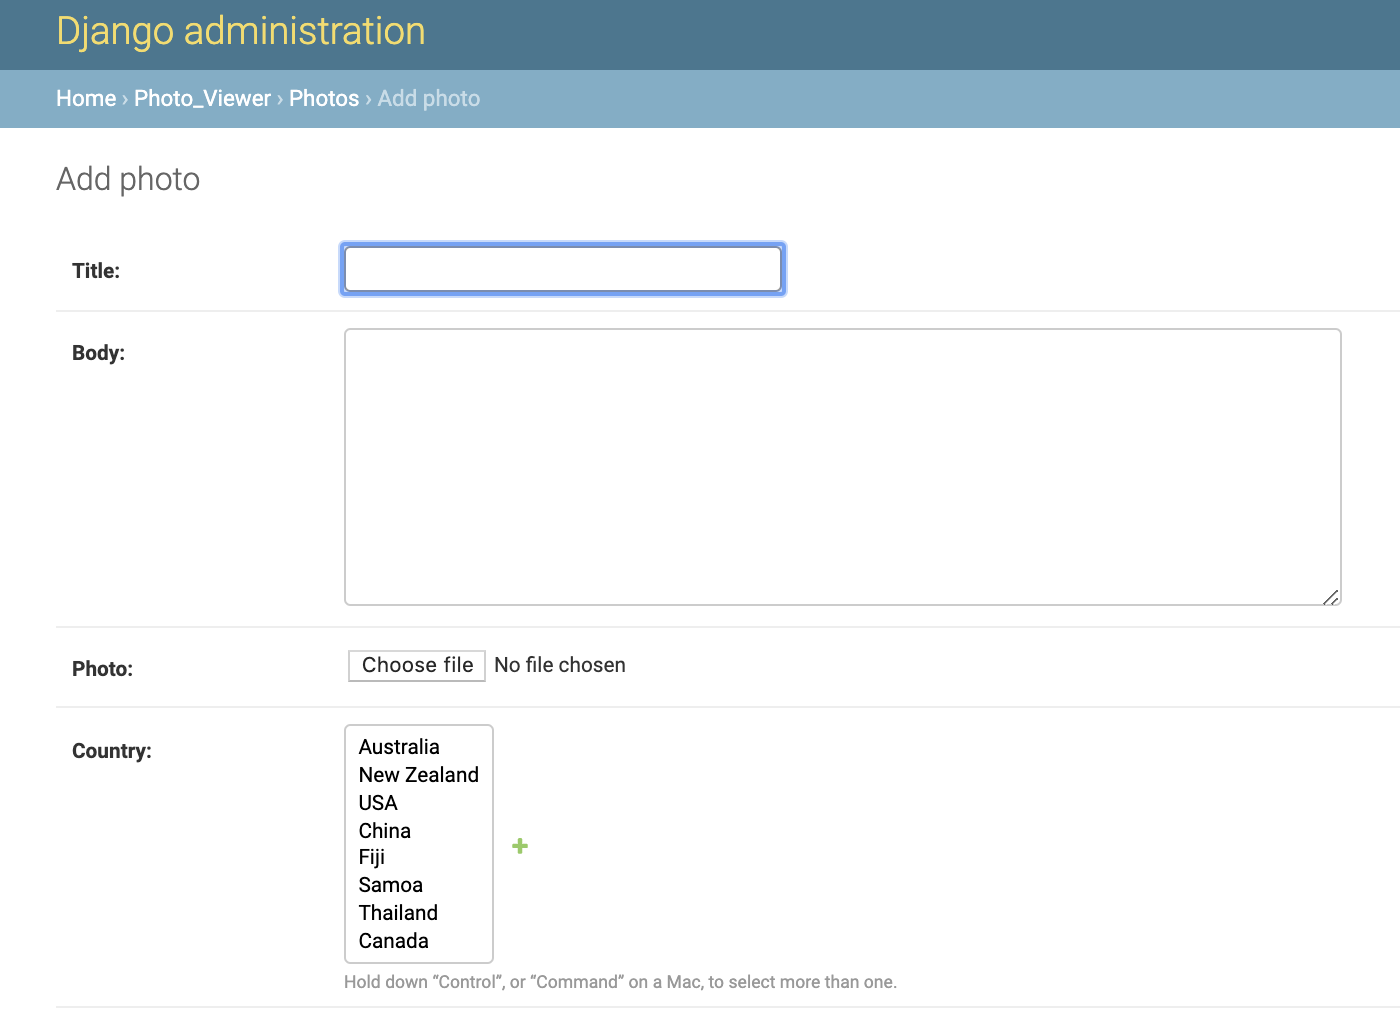 Django administration
Home › Photo_Viewer › Photos › Add photo
Add photo
Title:
Body:
Photo: Choose file No file chosen
Country:
Australia
New Zealand
USA
China
Fiji
Samoa
Thailand
Canada
Hold down “Control”, or “Command” on a Mac, to select more than one.